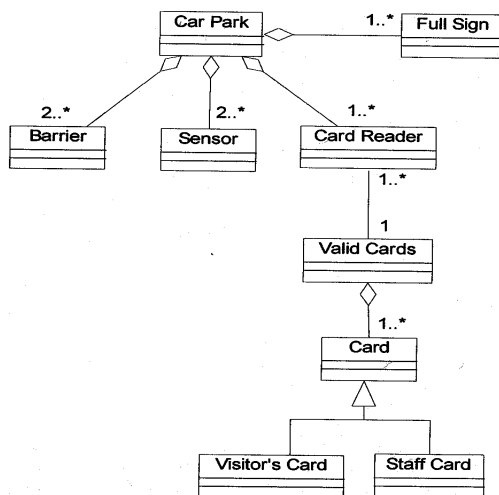 Car Park
1..*
Full Sign
2..*
2..*
1..*
Barrier
Sensor
Card Reader
1..*
1
Valid Cards
1..*
Card
Visitor's Card
Staff Card